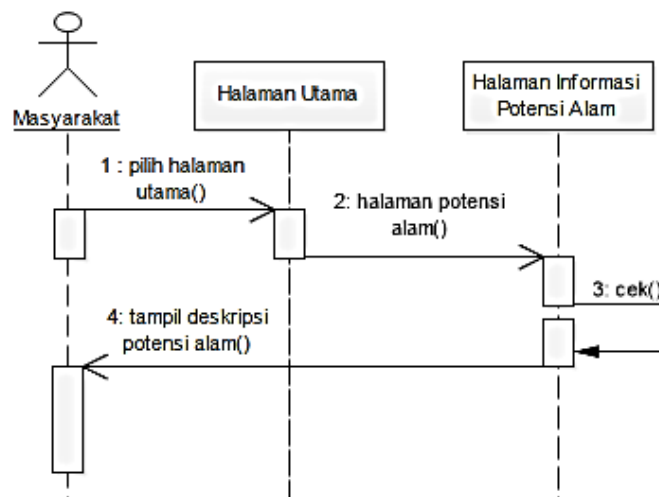 Masyarakat
Halaman Utama
Halaman Informasi
Potensi Alam
1 : pilih halaman
utama()
2: halaman potensi
alam()
3: cek()
4: tampil deskripsi
potensi alam()